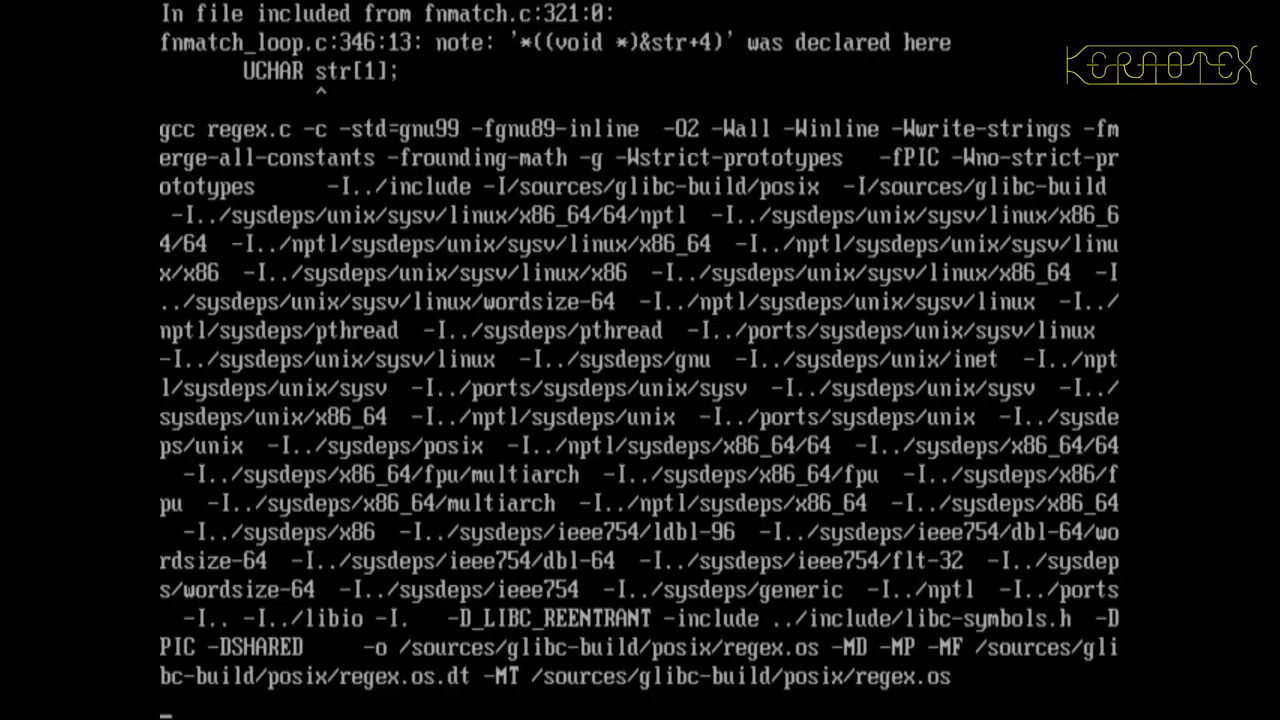 In file included from fnmatch.c:321:0:
fnmatch_loop.c:346:13: note: '*((void *)&str+4)' was declared here
UCHAR str[1];
^
KERNOTEX
gcc regex.c -c -std=gnu99 -fgnu89-inline  -O2 -Wall -Winline -Wwrite-strings -fm
erge-all-constants -frounding-math -g -Wstrict-prototypes   -fPIC -Wno-strict-pr
ototypes      -I../include -I/sources/glibc-build/posix  -I/sources/glibc-build
-I../sysdeps/unix/sysv/linux/x86_64/64/nptl  -I../sysdeps/unix/sysv/linux/x86_6
4/64  -I../nptl/sysdeps/unix/sysv/linux/x86_64  -I../nptl/sysdeps/unix/sysv/linu
x/x86  -I../sysdeps/unix/sysv/linux/x86  -I../sysdeps/unix/sysv/linux/x86_64  -I
../sysdeps/unix/sysv/linux/wordsize-64  -I../nptl/sysdeps/unix/sysv/linux  -I../
nptl/sysdeps/pthread  -I../sysdeps/pthread  -I../ports/sysdeps/unix/sysv/linux
-I../sysdeps/unix/sysv/linux  -I../sysdeps/gnu  -I../sysdeps/unix/inet  -I../npt
l/sysdeps/unix/sysv  -I../ports/sysdeps/unix/sysv  -I../sysdeps/unix/sysv  -I../
sysdeps/unix/x86_64  -I../nptl/sysdeps/unix  -I../ports/sysdeps/unix  -I../sysde
ps/unix  -I../sysdeps/posix  -I../nptl/sysdeps/x86_64/64  -I../sysdeps/x86_64/64
-I../sysdeps/x86_64/fpu/multiarch  -I../sysdeps/x86_64/fpu  -I../sysdeps/x86/f
pu  -I../sysdeps/x86_64/multiarch  -I../nptl/sysdeps/x86_64  -I../sysdeps/x86_64
-I../sysdeps/x86  -I../sysdeps/ieee754/ldbl-96  -I../sysdeps/ieee754/dbl-64/wo
rdsize-64  -I../sysdeps/ieee754/dbl-64  -I../sysdeps/ieee754/flt-32  -I../sysdep
s/wordsize-64  -I../sysdeps/ieee754  -I../sysdeps/generic  -I../nptl  -I../ports
-I.. -I../libio -I.   -D_LIBC_REENTRANT -include ../include/libc-symbols.h  -D
PIC -DSHARED     -o /sources/glibc-build/posix/regex.os -MD -MP -MF /sources/gli
bc-build/posix/regex.os.dt -MT /sources/glibc-build/posix/regex.os